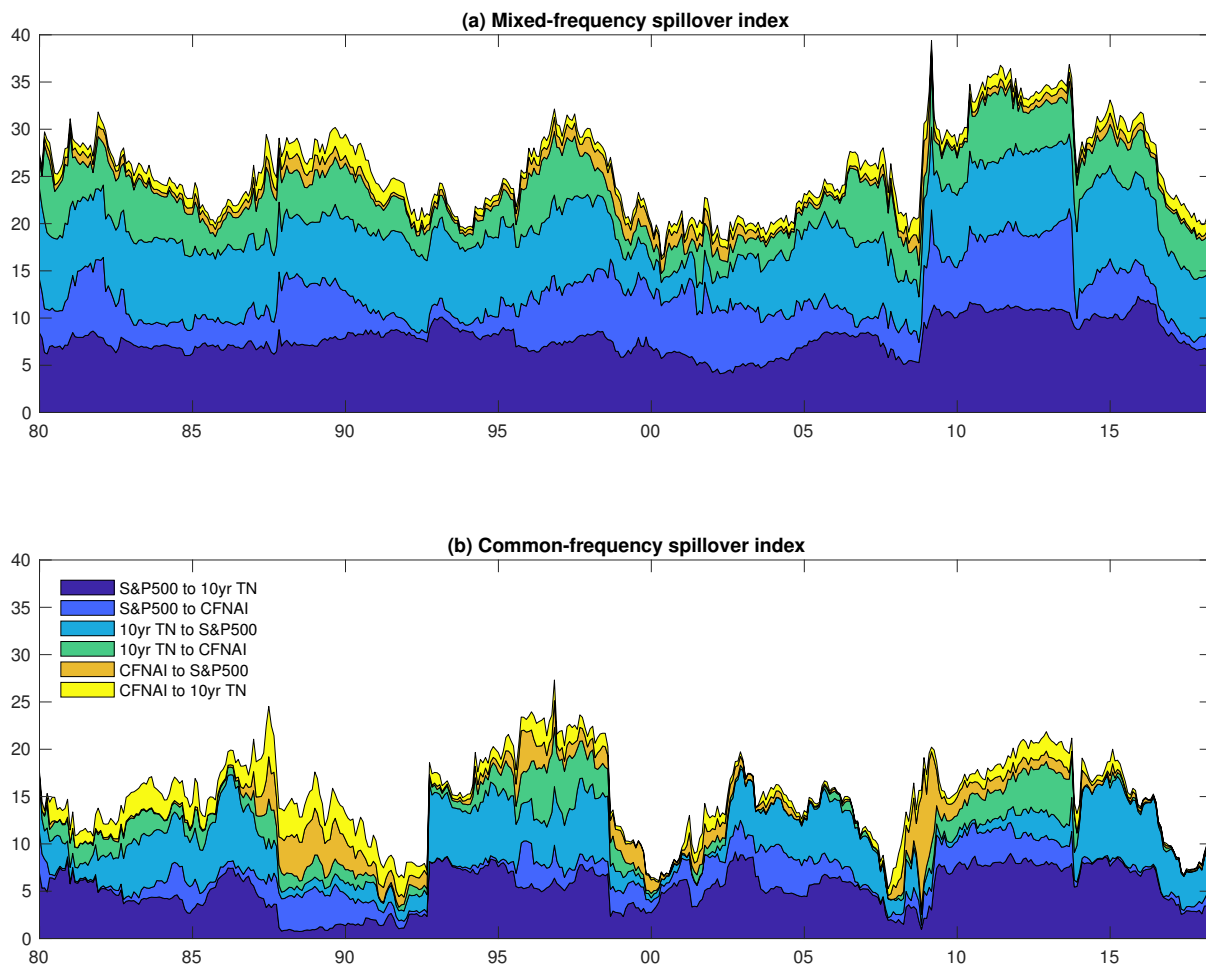 (a) Mixed-frequency spillover index
40
35
30
25
20
15
10
5
0
80 85 90 95 00 05 10 15
(b) Common-frequency spillover index
40
35
30
25
20
15
10
5
0
S&P500 to 10yr TN
S&P500 to CFNAI
10yr TN to S&P500
10yr TN to CFNAI
CFNAI to S&P500
CFNAI to 10yr TN
80 85 90 95 00 05 10 15